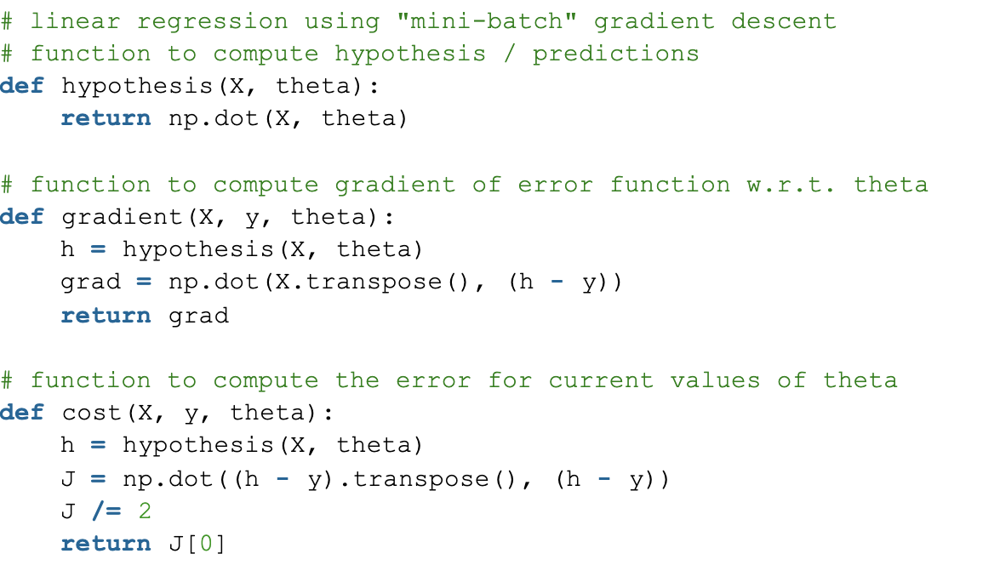 # linear regression using "mini-batch" gradient descent
# function to compute hypothesis / predictions
def hypothesis(X, theta):
    return np.dot(X, theta)

# function to compute gradient of error function w.r.t. theta
def gradient(X, y, theta):
    h = hypothesis(X, theta)
    grad = np.dot(X.transpose(), (h - y))
    return grad

# function to compute the error for current values of theta
def cost(X, y, theta):
    h = hypothesis(X, theta)
    J = np.dot((h - y).transpose(), (h - y))
    J /= 2
    return J[0]